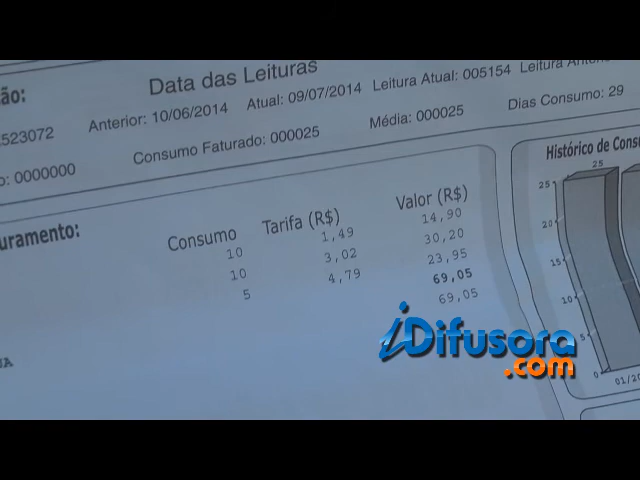 Data das Leituras
ão:
523072
Anterior: 10/06/2014 Atual: 09/07/2014 Leitura Atual: 005154 Leitura
o: 0000000
Consumo Faturado: 000025 Média: 000025 Dias Consumo: 29
uramento:
Consumo Tarifa (R$) Valor (R$)
10 1,49 14,90
10 3,02 30,20
5 4,79 23,95
69,05
69,05
Histórico de Consu
25
25
20
15
10
5
0
01/20
iDifusora
.com